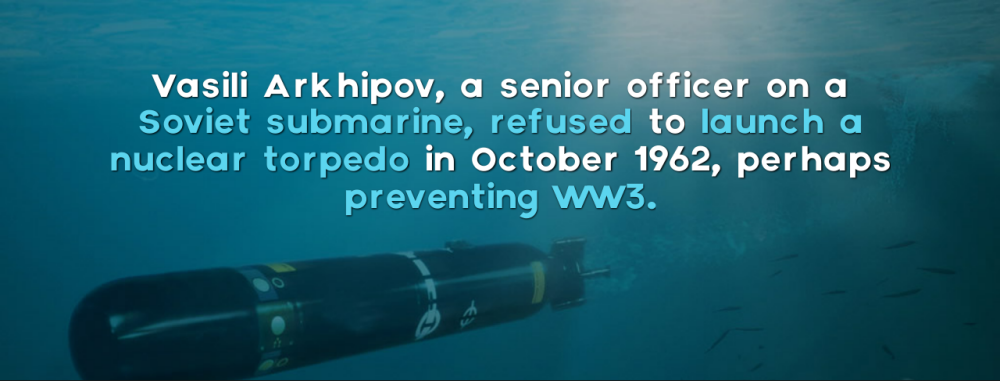 Vasili Arkhipov, a senior officer on a
Soviet submarine, refused to launch a
nuclear torpedo in October 1962, perhaps
preventing WW3.